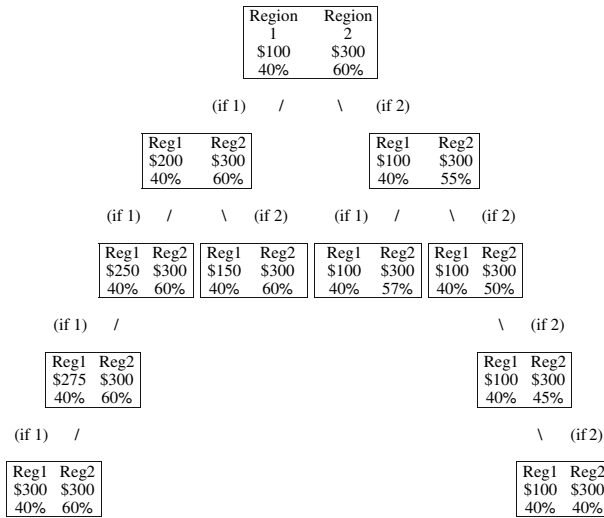 Region Region
1 2
$100 $300
40% 60%
(if 1) / \ (if 2)
Reg1 Reg2 Reg1 Reg2
$200 $300 $100 $300
40% 60% 40% 55%
(if 1) / \ (if 2) (if 1) / \ (if 2)
Reg1 Reg2 Reg1 Reg2 Reg1 Reg2 Reg1 Reg2
$250 $300 $150 $300 $100 $300 $100 $300
40% 60% 40% 60% 40% 57% 40% 50%
(if 1) / \ (if 2)
Reg1 Reg2 Reg1 Reg2
$275 $300 $100 $300
40% 60% 40% 45%
(if 1) / \ (if 2)
Reg1 Reg2 Reg1 Reg2
$300 $300 $100 $300
40% 60% 40% 40%